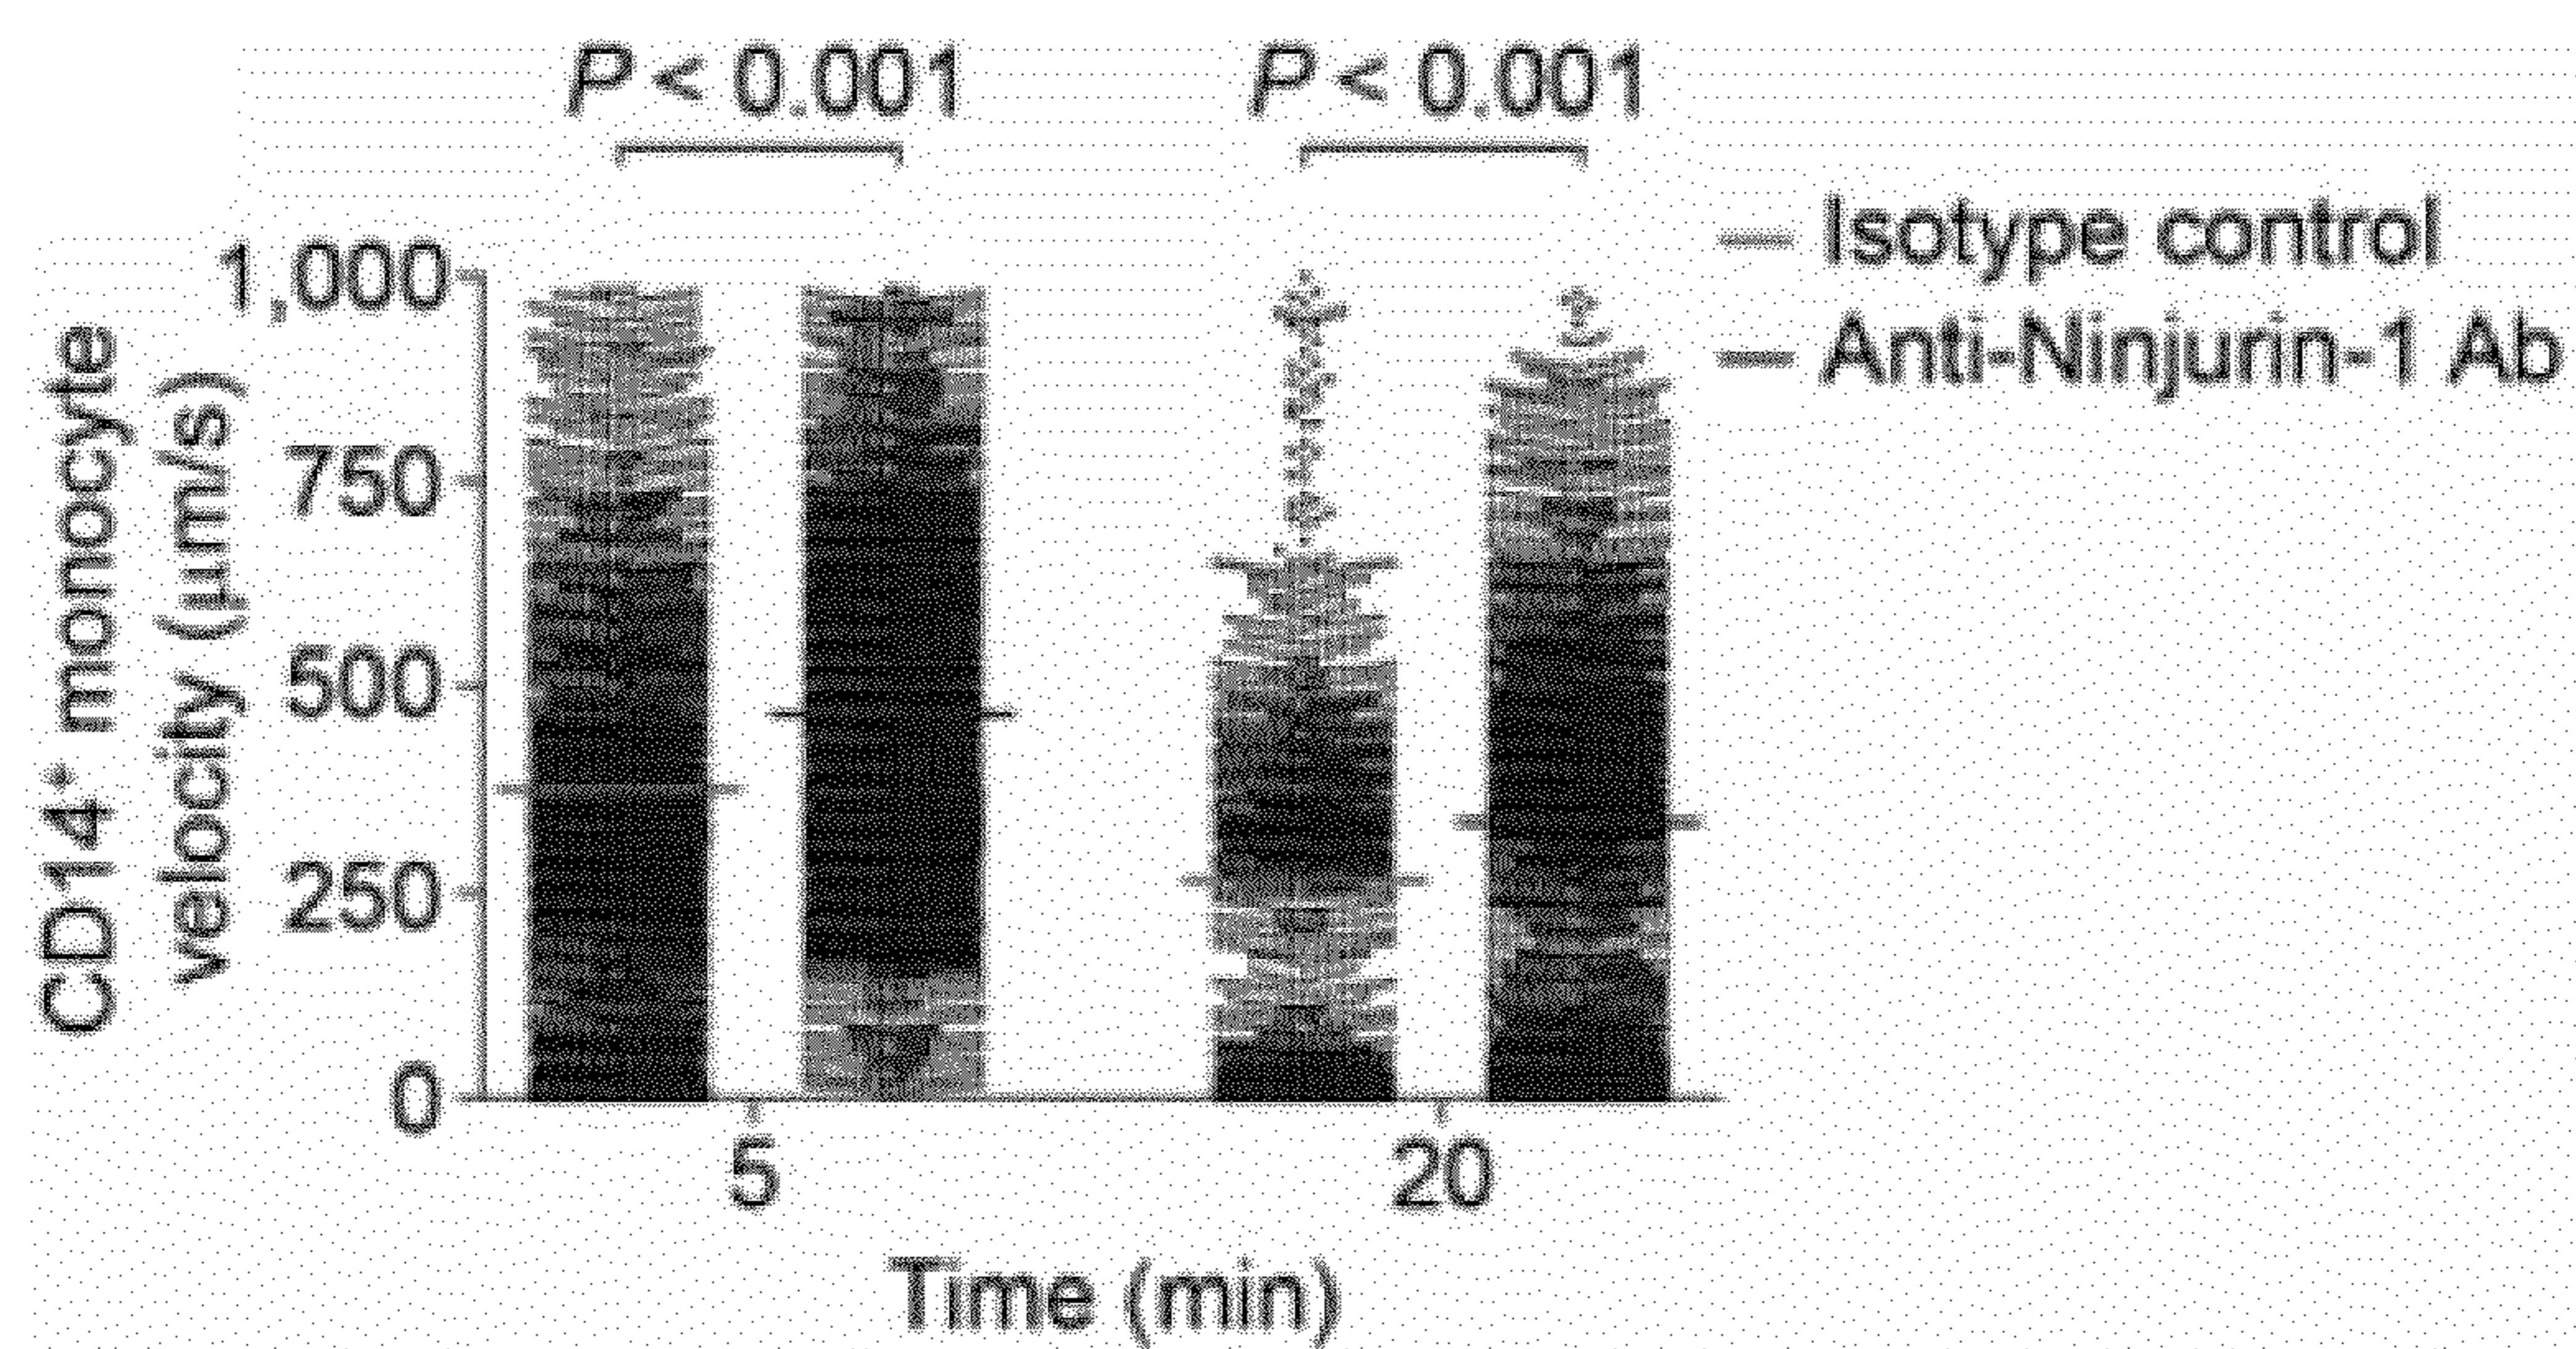 P < 0.001
P < 0.001
Isotype control
Anti-Ninjurin-1 Ab
CD14⁺ monocyte
velocity (µm/s)
1,000
750
500
250
0
5
20
Time (min)